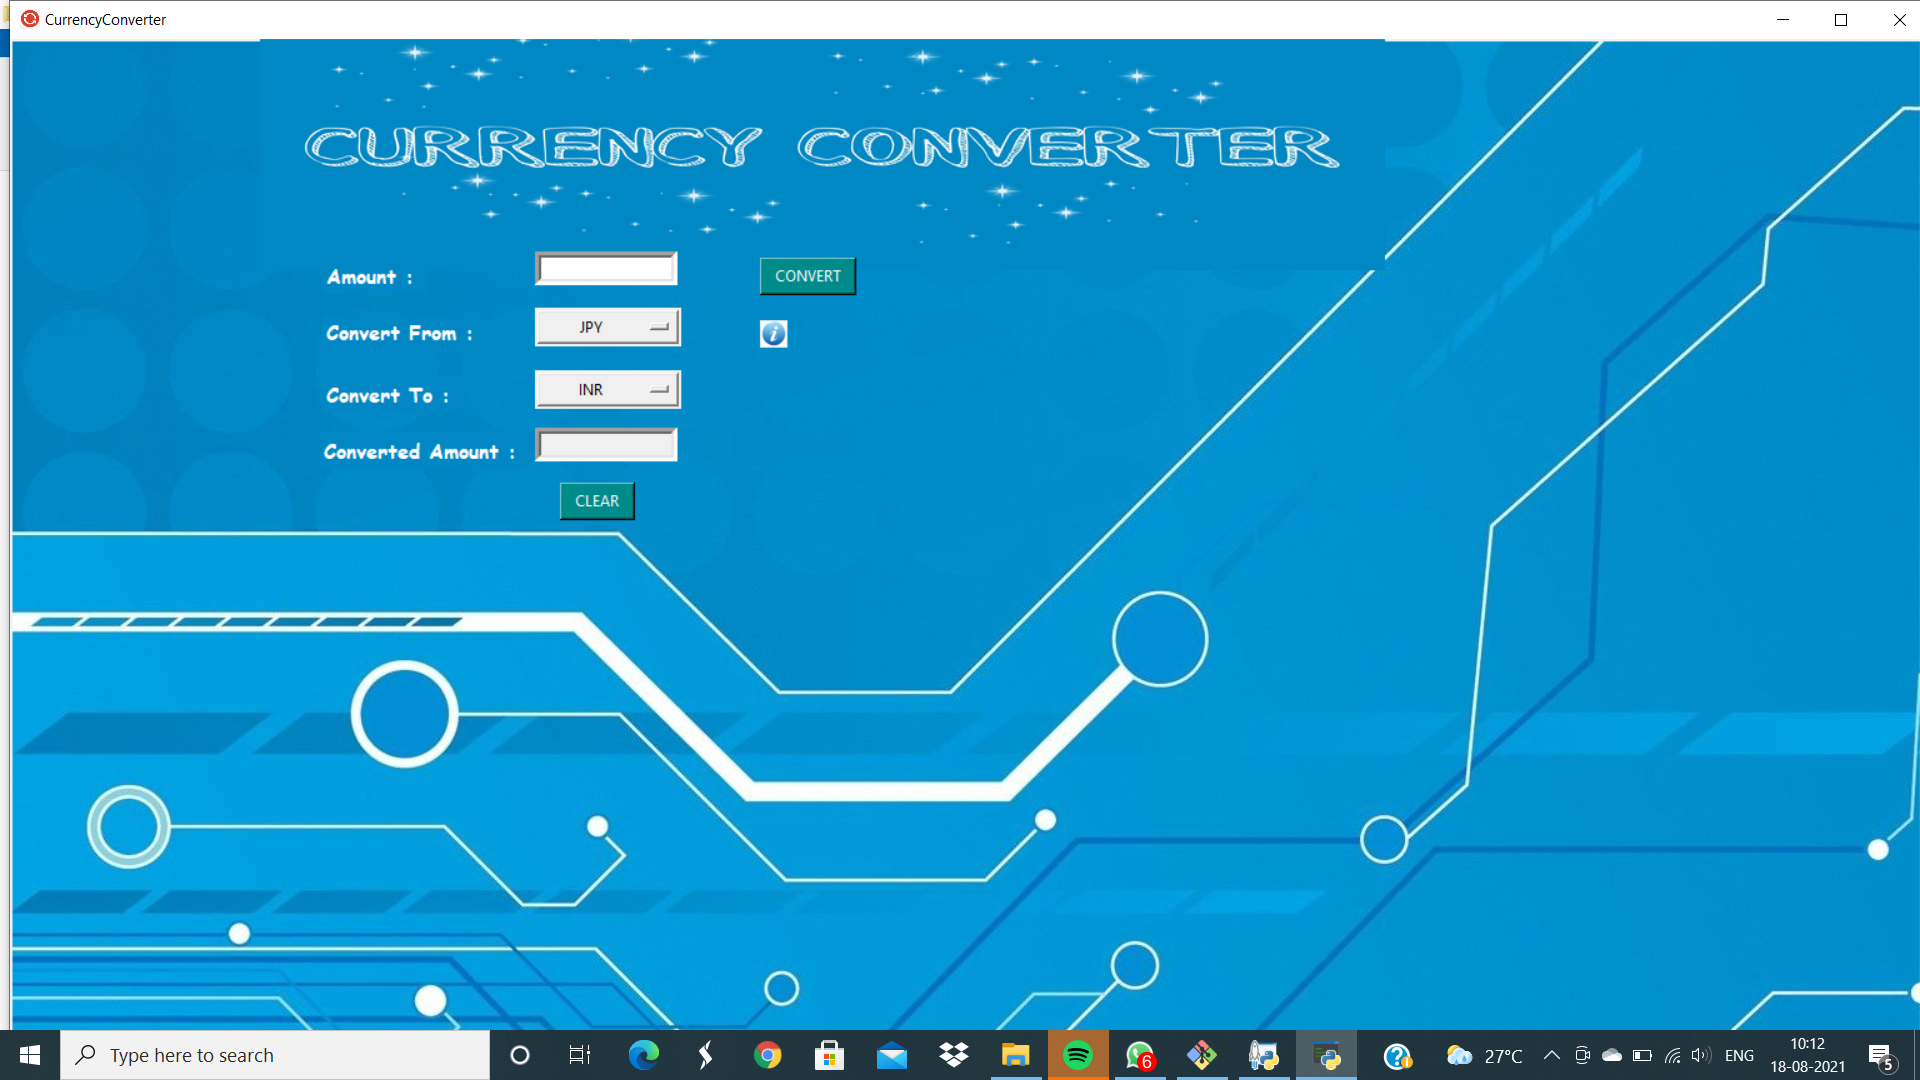 CurrencyConverter
CURRENCY CONVERTER
Amount :
CONVERT
Convert From :
JPY
i
Convert To :
INR
Converted Amount :
CLEAR
Type here to search
6
27°C
ENG
10:12
18-08-2021
5